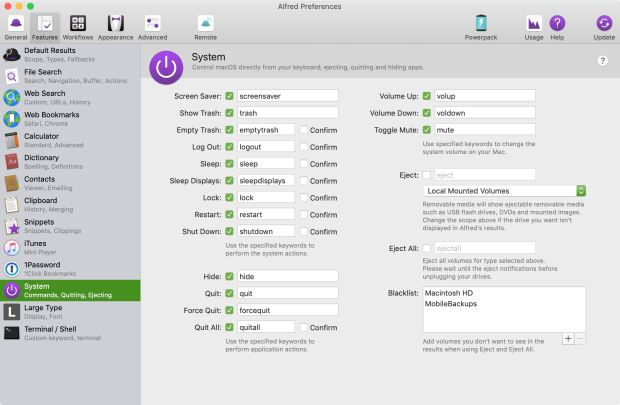 Alfred Preferences
General
Features
Workflows
Appearance
Advanced
Remote
Powerpack
Usage
Help
Update
Default Results
Scope, Types, Fallbacks
File Search
Search, Navigation, Buffer, Actions
Web Search
Custom, URLs, History
Web Bookmarks
Safari, Chrome
Calculator
Standard, Advanced
Dictionary
Spelling, Definitions
Contacts
Viewer, Emailing
Clipboard
History, Merging
Snippets
Snippets, Clippings
iTunes
Mini Player
1Password
1Click Bookmarks
System
Commands, Quitting, Ejecting
Large Type
Display, Font
Terminal / Shell
Custom keyword, terminal
System
Control macOS directly from your keyboard; ejecting, quitting and hiding apps.
?
Screen Saver: screensaver
Show Trash: trash
Empty Trash: emptytrash Confirm
Log Out: logout Confirm
Sleep: sleep Confirm
Sleep Displays: sleepdisplays Confirm
Lock: lock Confirm
Restart: restart Confirm
Shut Down: shutdown Confirm
Use the specified keywords to
perform the system actions.
Hide: hide
Quit: quit
Force Quit: forcequit
Quit All: quitall Confirm
Use the specified keywords to
perform application actions.
Volume Up: volup
Volume Down: voldown
Toggle Mute: mute
Use specified keywords to change the
system volume on your Mac.
Eject: eject
Local Mounted Volumes
Removable media will show ejectable removable media
such as USB flash drives, DVDs and mounted images.
Change the scope above if the drive you want isn't
displayed in Alfred's results.
Eject All: ejectall
Eject all volumes for type selected above.
Please wait until the eject notifications before
unplugging your drives.
Blacklist: Macintosh HD
MobileBackups
+ −
Add volumes you don't want to see in the
results when using Eject and Eject All.